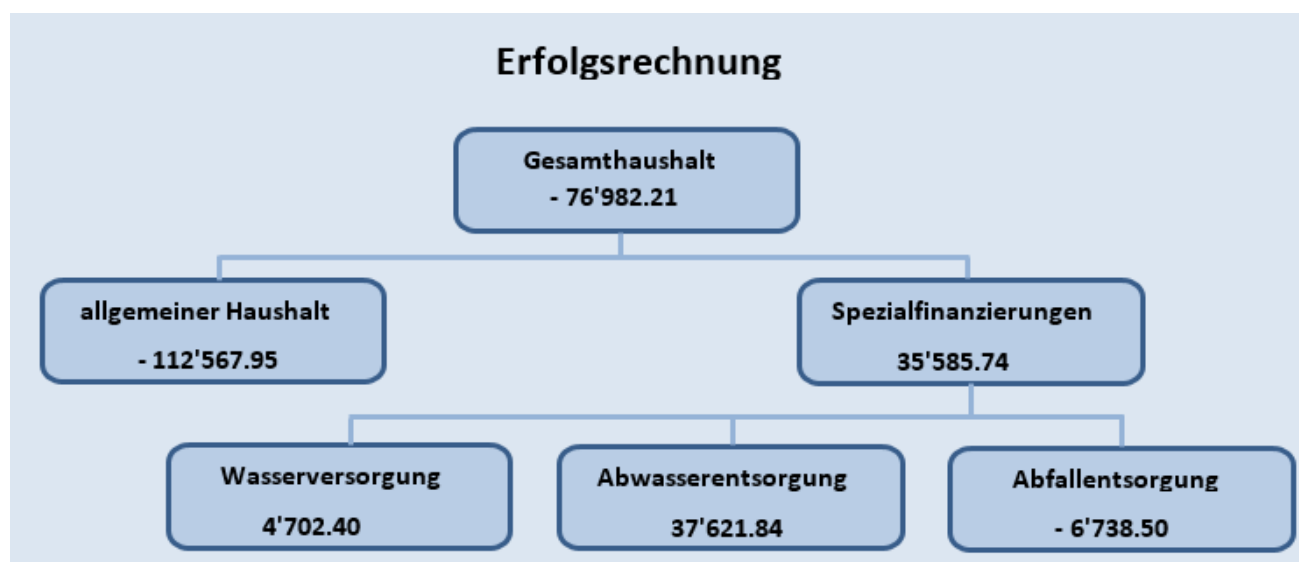 Erfolgsrechnung
Gesamthaushalt
- 76'982.21
allgemeiner Haushalt
- 112'567.95
Spezialfinanzierungen
35'585.74
Wasserversorgung
4'702.40
Abwasserentsorgung
37'621.84
Abfallentsorgung
- 6'738.50